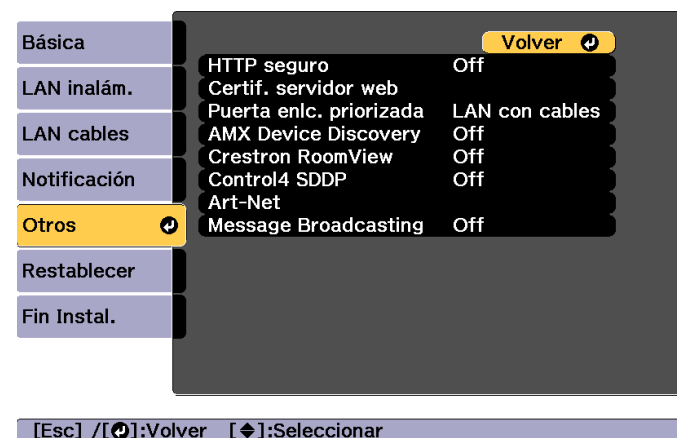 Básica
LAN inalám.
LAN cables
Notificación
Otros
Restablecer
Fin Instal.
Volver
HTTP seguro Off
Certif. servidor web
Puerta enlc. priorizada LAN con cables
AMX Device Discovery Off
Crestron RoomView Off
Control4 SDDP Off
Art-Net
Message Broadcasting Off
[Esc] /[⏎]:Volver [◆]:Seleccionar